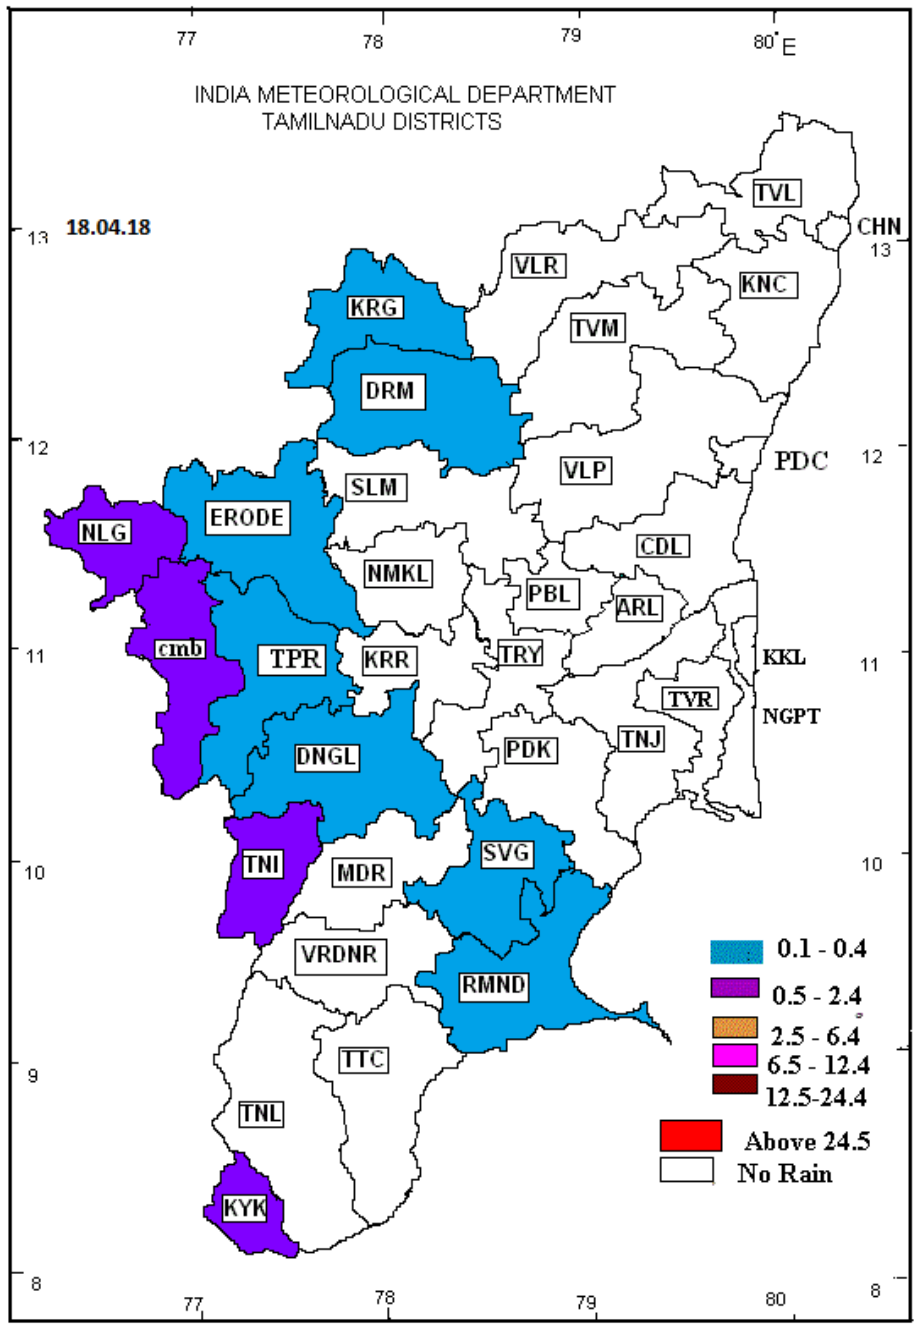 77 78 79 80° E
INDIA METEOROLOGICAL DEPARTMENT
TAMILNADU DISTRICTS
TVL
18.04.18
CHN
13
13
VLR
KNC
KRG
TVM
DRM
12
12
PDC
VLP
SLM
ERODE
NLG
CDL
NMKL
PBL
ARL
cmb
TPR
KRR
TRY
11
11
KKL
TVR
NGPT
TNJ
PDK
DNGL
SVG
TNI
MDR
10
10
VRDNR
RMND
0.1 - 0.4
0.5 - 2.4
2.5 - 6.4
6.5 - 12.4
12.5-24.4
Above 24.5
No Rain
TTC
9
TNL
KYK
8
8
77 78 79 80